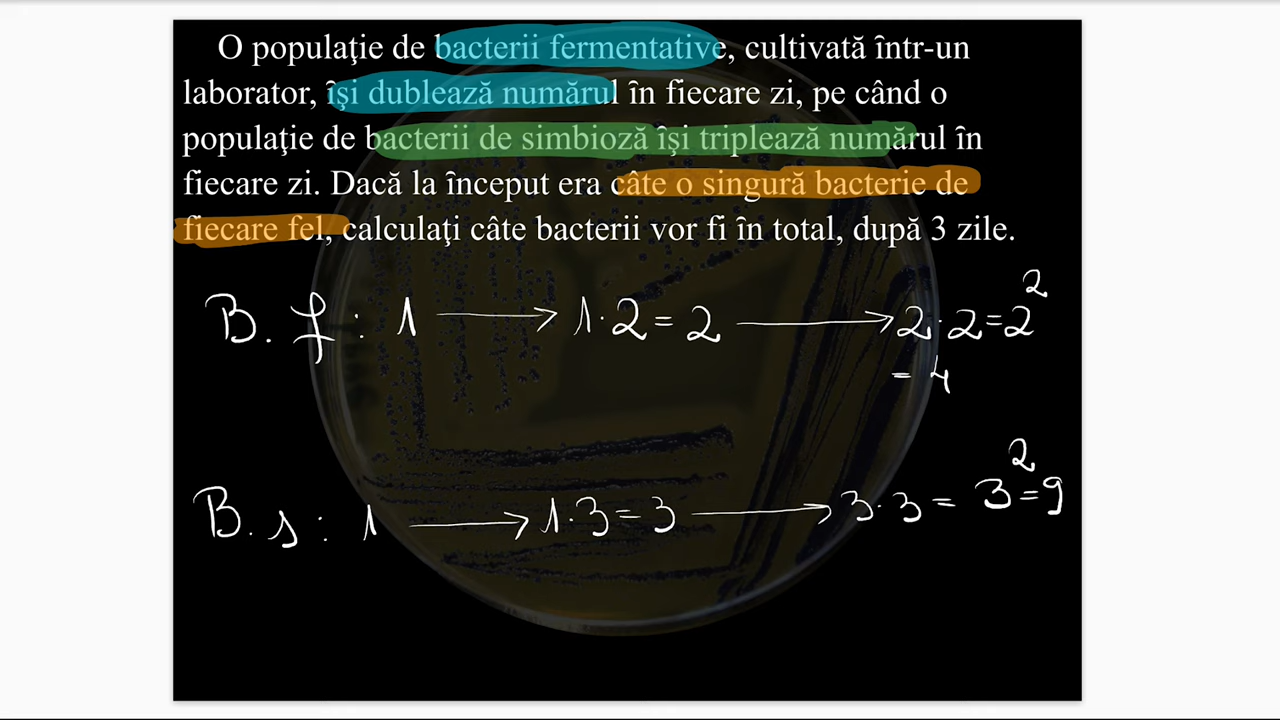 O populaţie de bacterii fermentative, cultivată într-un
laborator, îşi dublează numărul în fiecare zi, pe când o
populaţie de bacterii de simbioză îşi triplează numărul în
fiecare zi. Dacă la început era câte o singură bacterie de
fiecare fel, calculaţi câte bacterii vor fi în total, după 3 zile.
B. f : 1 → 1·2=2 → 2·2=2²
= 4
B. s : 1 → 1·3=3 → 3·3= 3²=9